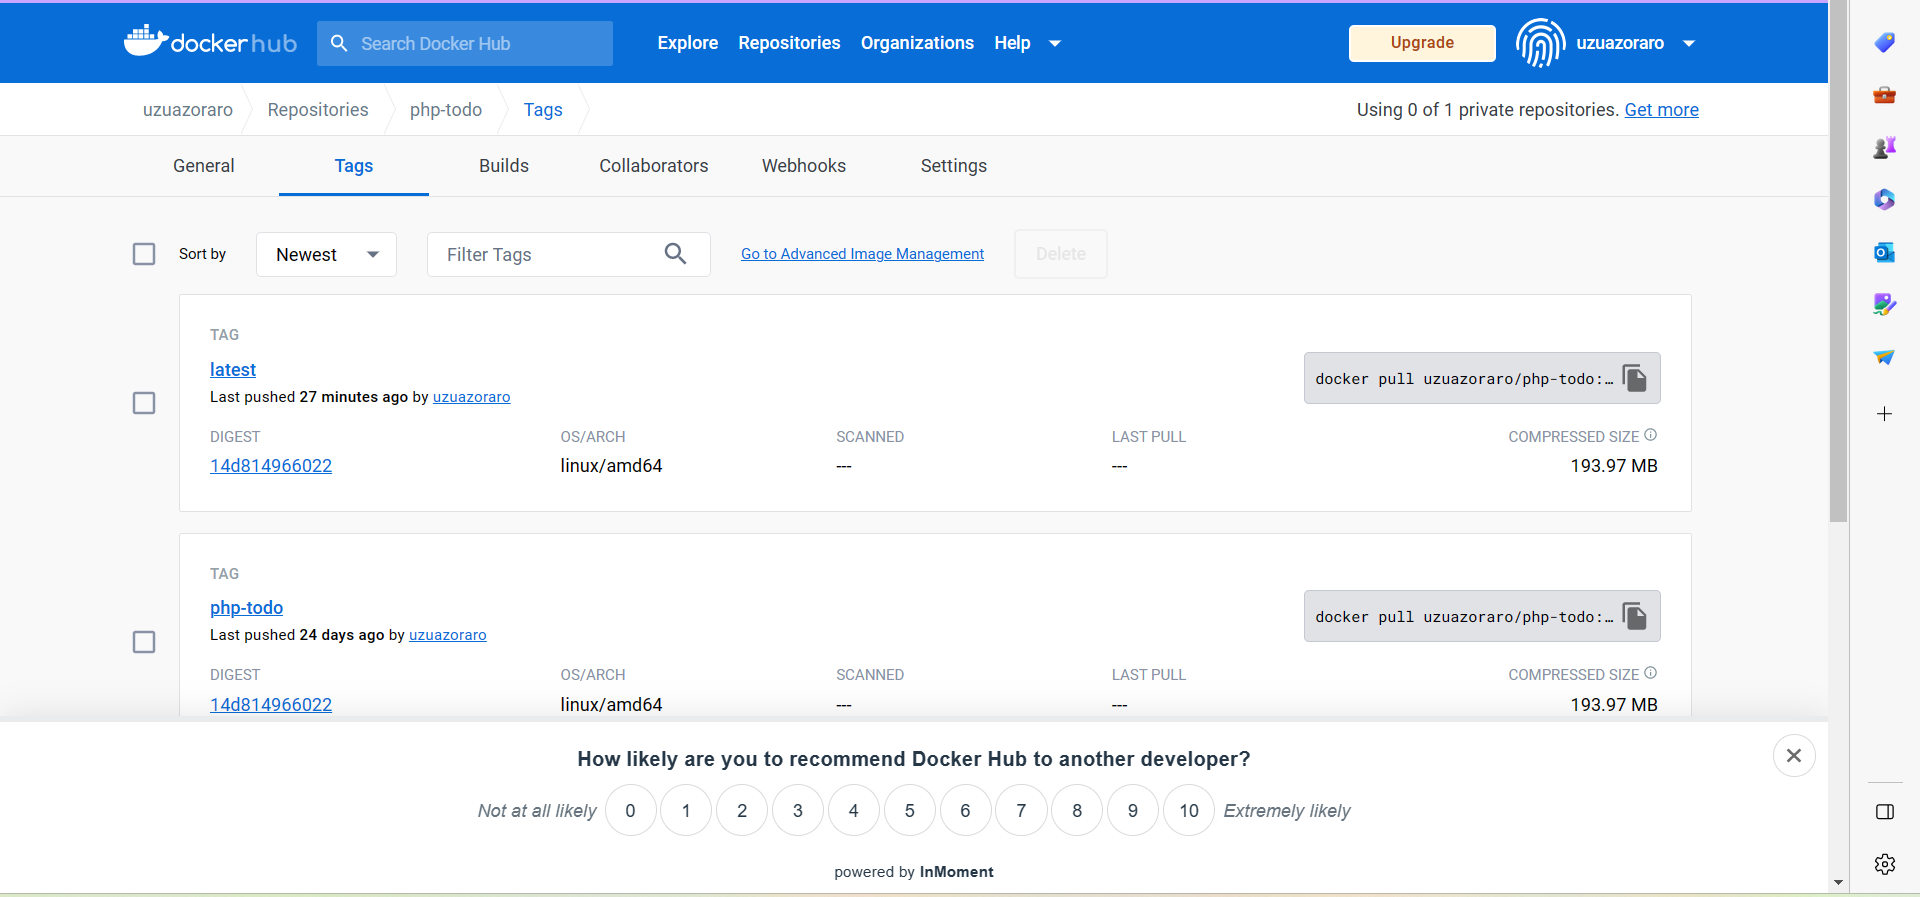 docker hub
Search Docker Hub
Explore Repositories Organizations Help
Upgrade
uzuazoraro
uzuazoraro Repositories php-todo Tags
Using 0 of 1 private repositories. Get more
General Tags Builds Collaborators Webhooks Settings
Sort by Newest Filter Tags Go to Advanced Image Management Delete
TAG
latest
Last pushed 27 minutes ago by uzuazoraro
docker pull uzuazoraro/php-todo:…
DIGEST OS/ARCH SCANNED LAST PULL COMPRESSED SIZE
14d814966022 linux/amd64 --- --- 193.97 MB
TAG
php-todo
Last pushed 24 days ago by uzuazoraro
docker pull uzuazoraro/php-todo:…
DIGEST OS/ARCH SCANNED LAST PULL COMPRESSED SIZE
14d814966022 linux/amd64 --- --- 193.97 MB
How likely are you to recommend Docker Hub to another developer?
Not at all likely 0 1 2 3 4 5 6 7 8 9 10 Extremely likely
powered by InMoment